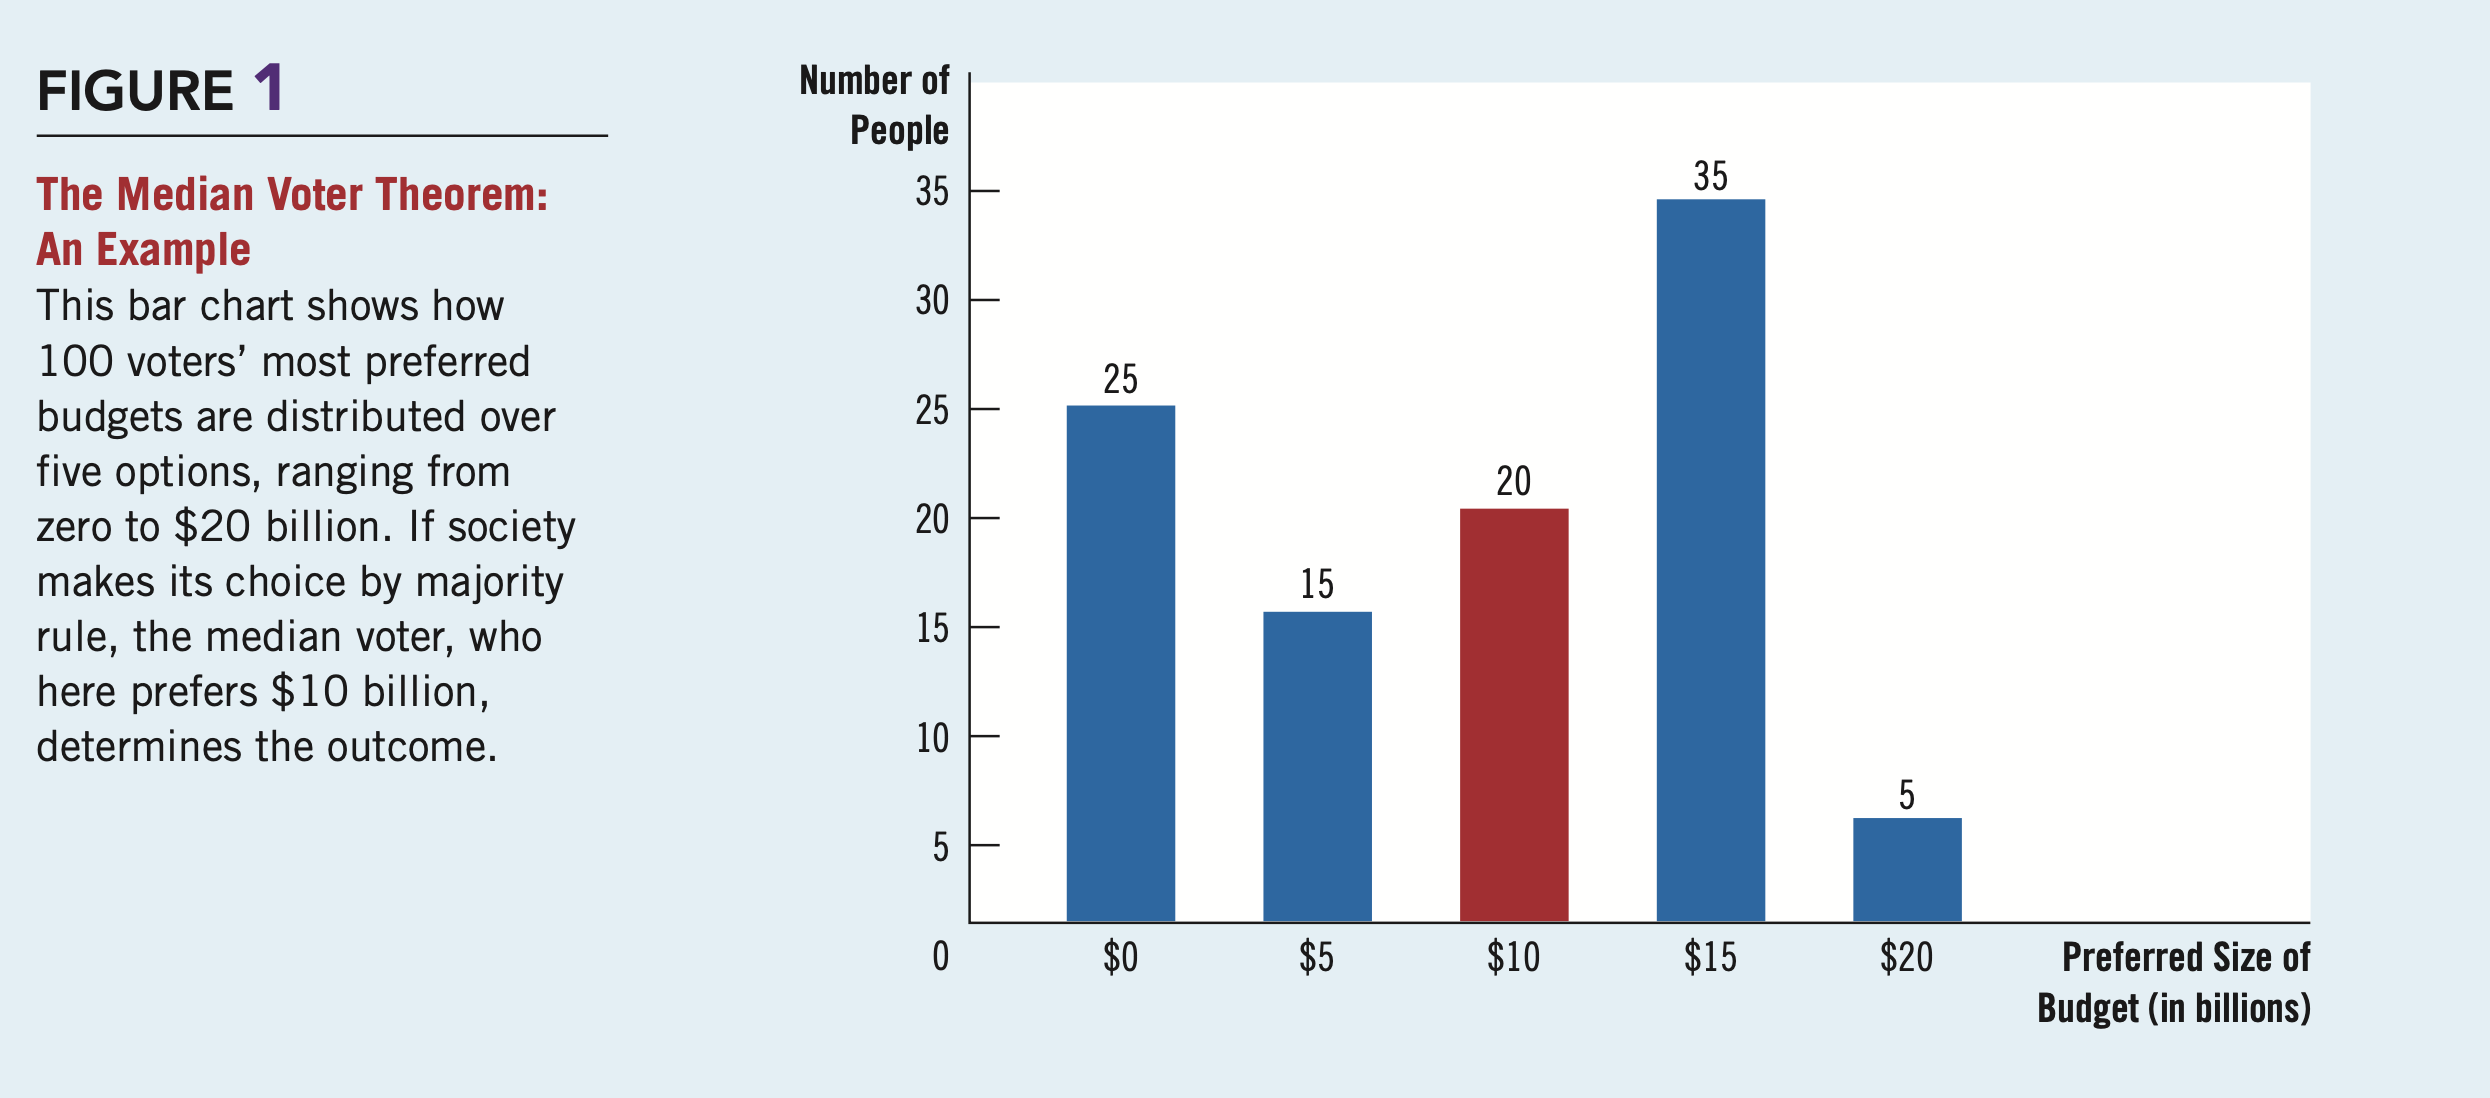 FIGURE 1
The Median Voter Theorem:
An Example
This bar chart shows how
100 voters’ most preferred
budgets are distributed over
five options, ranging from
zero to $20 billion. If society
makes its choice by majority
rule, the median voter, who
here prefers $10 billion,
determines the outcome.
Number of
People
35
30
25
20
15
10
5
0
25
15
20
35
5
$0
$5
$10
$15
$20
Preferred Size of
Budget (in billions)